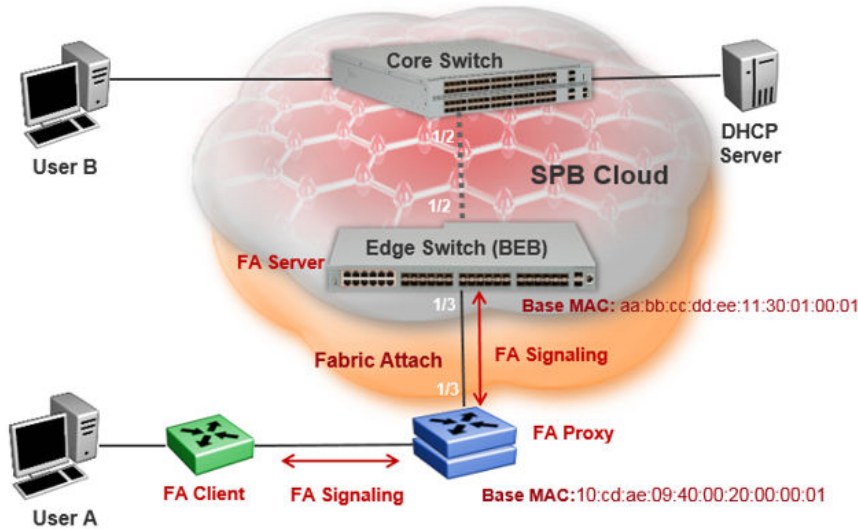 Core Switch
User B
DHCP
Server
1/2
SPB Cloud
1/2
Edge Switch (BEB)
FA Server
1/3
Base MAC: aa:bb:cc:dd:ee:11:30:01:00:01
Fabric Attach
FA Signaling
1/3
FA Proxy
FA Client
FA Signaling
Base MAC:10:cd:ae:09:40:00:20:00:00:01
User A